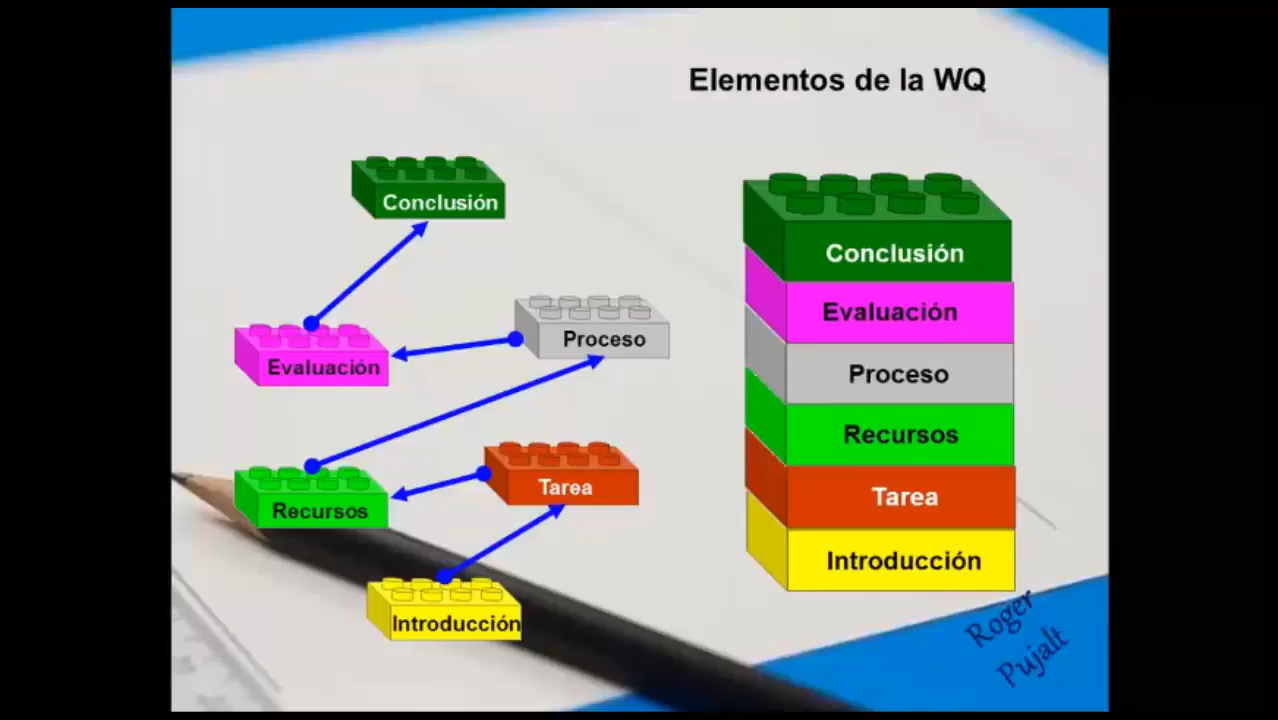 Elementos de la WQ
Conclusión
Proceso
Evaluación
Tarea
Recursos
Introducción
Conclusión
Evaluación
Proceso
Recursos
Tarea
Introducción
Roger
Pujalt